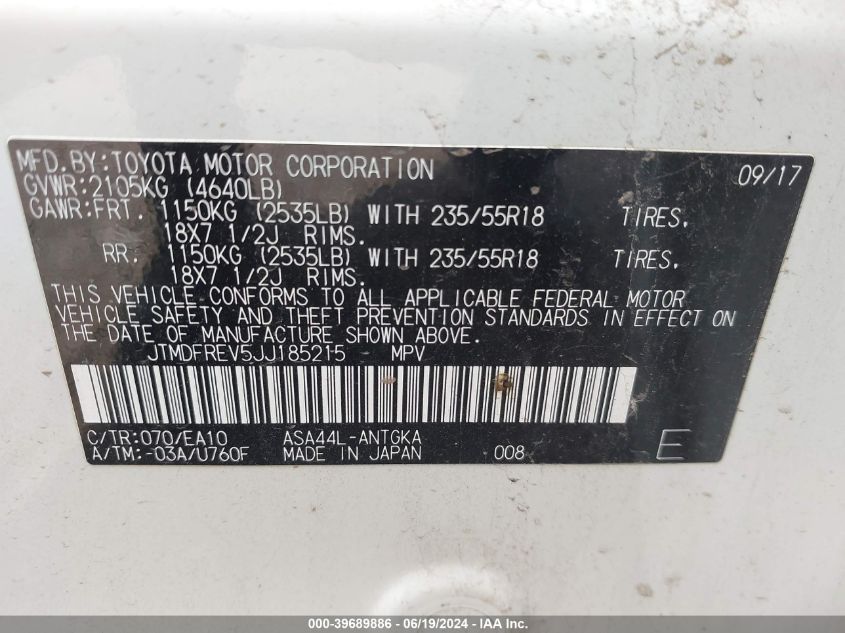 MFD.BY:TOYOTA MOTOR CORPORATION 09/17
GVWR:2105KG (4640LB)
GAWR:FRT. 1150KG (2535LB) WITH 235/55R18 TIRES.
18X7 1/2J RIMS.
RR. 1150KG (2535LB) WITH 235/55R18 TIRES.
18X7 1/2J RIMS.
THIS VEHICLE CONFORMS TO ALL APPLICABLE FEDERAL MOTOR
VEHICLE SAFETY AND THEFT PREVENTION STANDARDS IN EFFECT ON
THE DATE OF MANUFACTURE SHOWN ABOVE.
JTMDFREV5JJ185215 MPV
C/TR:070/EA10 ASA44L-ANTGKA
A/TM:-03A/U760F MADE IN JAPAN 008 E
000-39689886 - 06/19/2024 - IAAI.COM